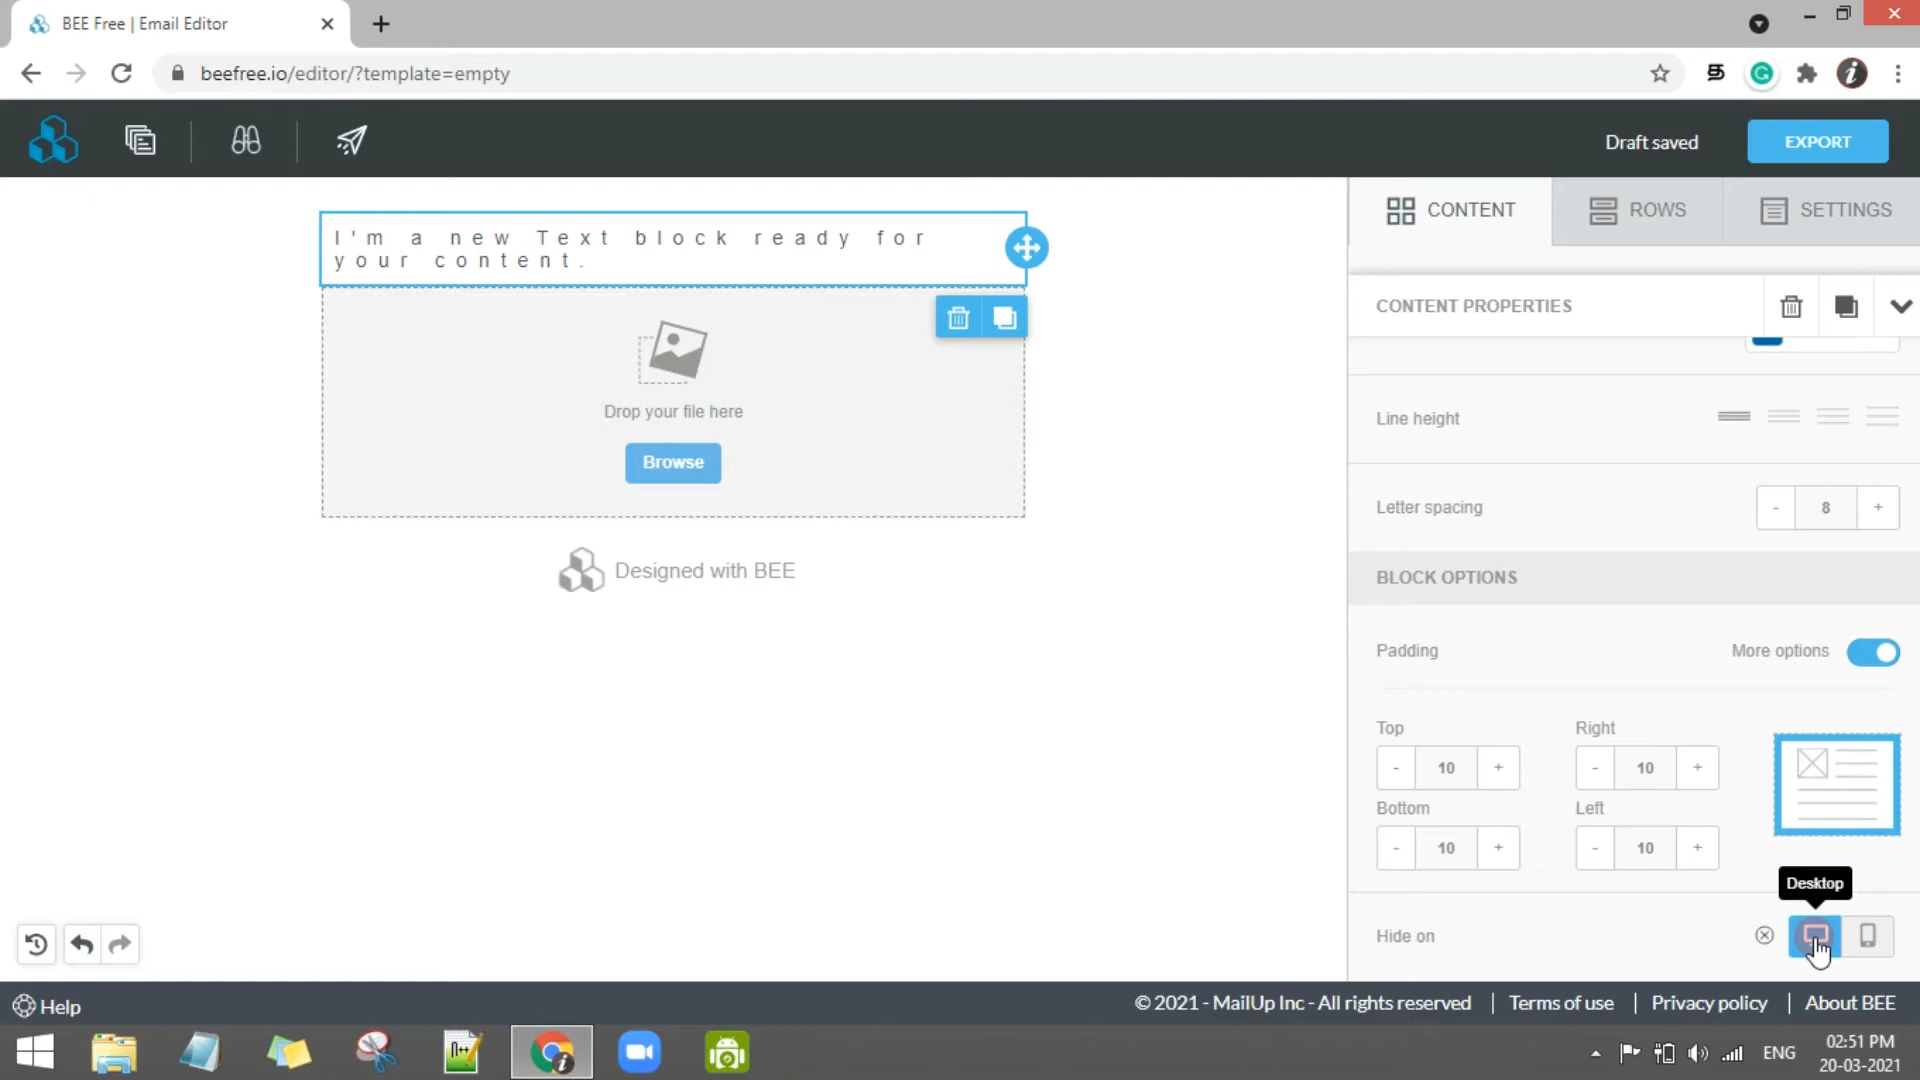 BEE Free | Email Editor
beefree.io/editor/?template=empty
Draft saved
EXPORT
CONTENT
ROWS
SETTINGS
I'm a new Text block ready for
your content.
CONTENT PROPERTIES
Drop your file here
Browse
Line height
Letter spacing
- 8 +
Designed with BEE
BLOCK OPTIONS
Padding
More options
Top
Right
- 10 +
- 10 +
Bottom
Left
- 10 +
- 10 +
Desktop
Hide on
Help
© 2021 - MailUp Inc - All rights reserved | Terms of use | Privacy policy | About BEE
ENG
02:51 PM
20-03-2021